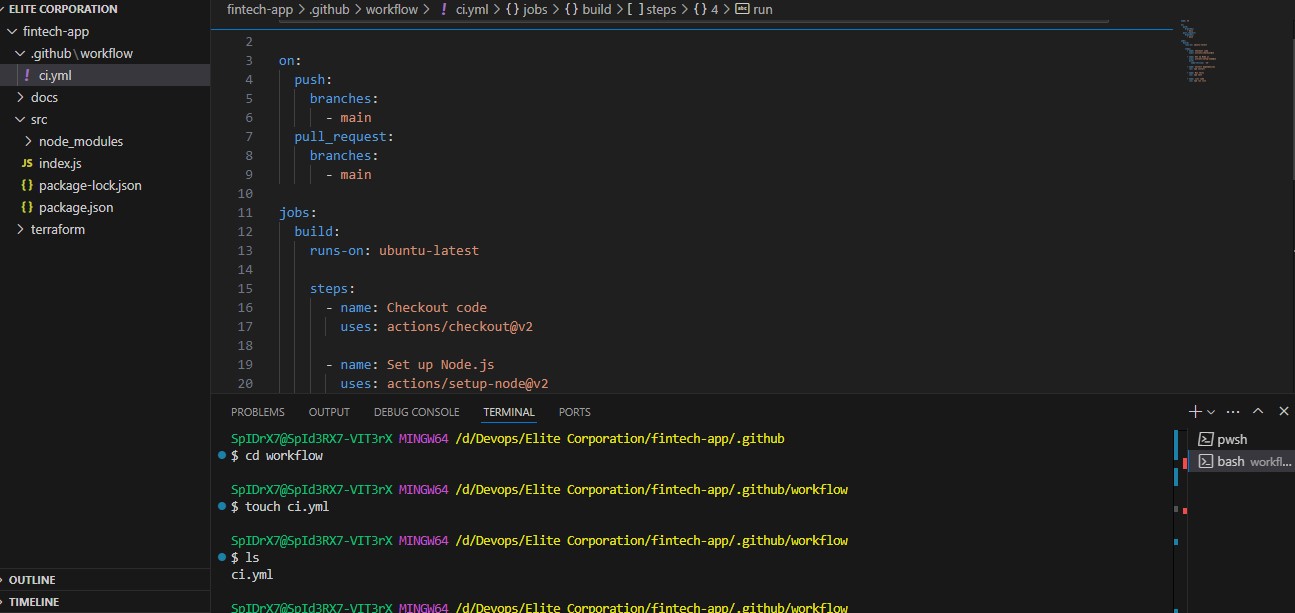 ELITE CORPORATION
fintech-app
.github\workflow
! ci.yml
docs
src
node_modules
JS index.js
{} package-lock.json
{} package.json
terraform
OUTLINE
TIMELINE
fintech-app > .github > workflow > ! ci.yml > {} jobs > {} build > [ ] steps > {} 4 > abc run
2
3 on:
4 push:
5 branches:
6 - main
7 pull_request:
8 branches:
9 - main
10
11 jobs:
12 build:
13 runs-on: ubuntu-latest
14
15 steps:
16 - name: Checkout code
17 uses: actions/checkout@v2
18
19 - name: Set up Node.js
20 uses: actions/setup-node@v2
PROBLEMS OUTPUT DEBUG CONSOLE TERMINAL PORTS
SpIDrX7@SpId3RX7-VIT3rX MINGW64 /d/Devops/Elite Corporation/fintech-app/.github
$ cd workflow
SpIDrX7@SpId3RX7-VIT3rX MINGW64 /d/Devops/Elite Corporation/fintech-app/.github/workflow
$ touch ci.yml
SpIDrX7@SpId3RX7-VIT3rX MINGW64 /d/Devops/Elite Corporation/fintech-app/.github/workflow
$ ls
ci.yml
SpIDrX7@SpId3RX7-VIT3rX MINGW64 /d/Devops/Elite Corporation/fintech-app/.github/workflow
pwsh
bash workfl...